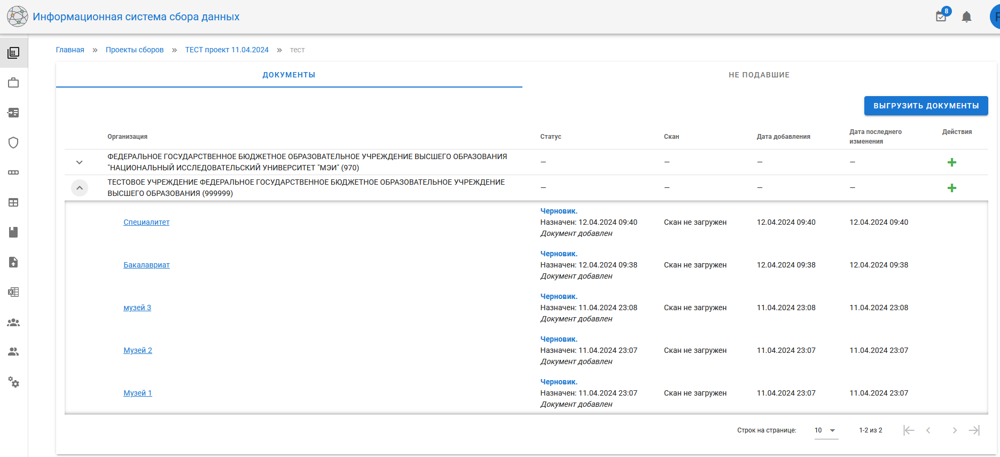 Информационная система сбора данных
8
Главная » Проекты сборов » ТЕСТ проект 11.04.2024 » тест
ДОКУМЕНТЫ
НЕ ПОДАВШИЕ
ВЫГРУЗИТЬ ДОКУМЕНТЫ
Организация Статус Скан Дата добавления Дата последнего Действия
изменения
ФЕДЕРАЛЬНОЕ ГОСУДАРСТВЕННОЕ БЮДЖЕТНОЕ ОБРАЗОВАТЕЛЬНОЕ УЧРЕЖДЕНИЕ ВЫСШЕГО ОБРАЗОВАНИЯ
"НАЦИОНАЛЬНЫЙ ИССЛЕДОВАТЕЛЬСКИЙ УНИВЕРСИТЕТ "МЭИ" (970) — — — —
ТЕСТОВОЕ УЧРЕЖДЕНИЕ ФЕДЕРАЛЬНОЕ ГОСУДАРСТВЕННОЕ БЮДЖЕТНОЕ ОБРАЗОВАТЕЛЬНОЕ УЧРЕЖДЕНИЕ
ВЫСШЕГО ОБРАЗОВАНИЯ (999999) — — — —
Черновик.
Специалитет Назначен: 12.04.2024 09:40 Скан не загружен 12.04.2024 09:40 12.04.2024 09:40
Документ добавлен
Черновик.
Бакалавриат Назначен: 12.04.2024 09:38 Скан не загружен 12.04.2024 09:38 12.04.2024 09:38
Документ добавлен
Черновик.
музей 3 Назначен: 11.04.2024 23:08 Скан не загружен 11.04.2024 23:08 11.04.2024 23:08
Документ добавлен
Черновик.
Музей 2 Назначен: 11.04.2024 23:07 Скан не загружен 11.04.2024 23:07 11.04.2024 23:07
Документ добавлен
Черновик.
Музей 1 Назначен: 11.04.2024 23:07 Скан не загружен 11.04.2024 23:07 11.04.2024 23:07
Документ добавлен
Строк на странице: 10 1-2 из 2